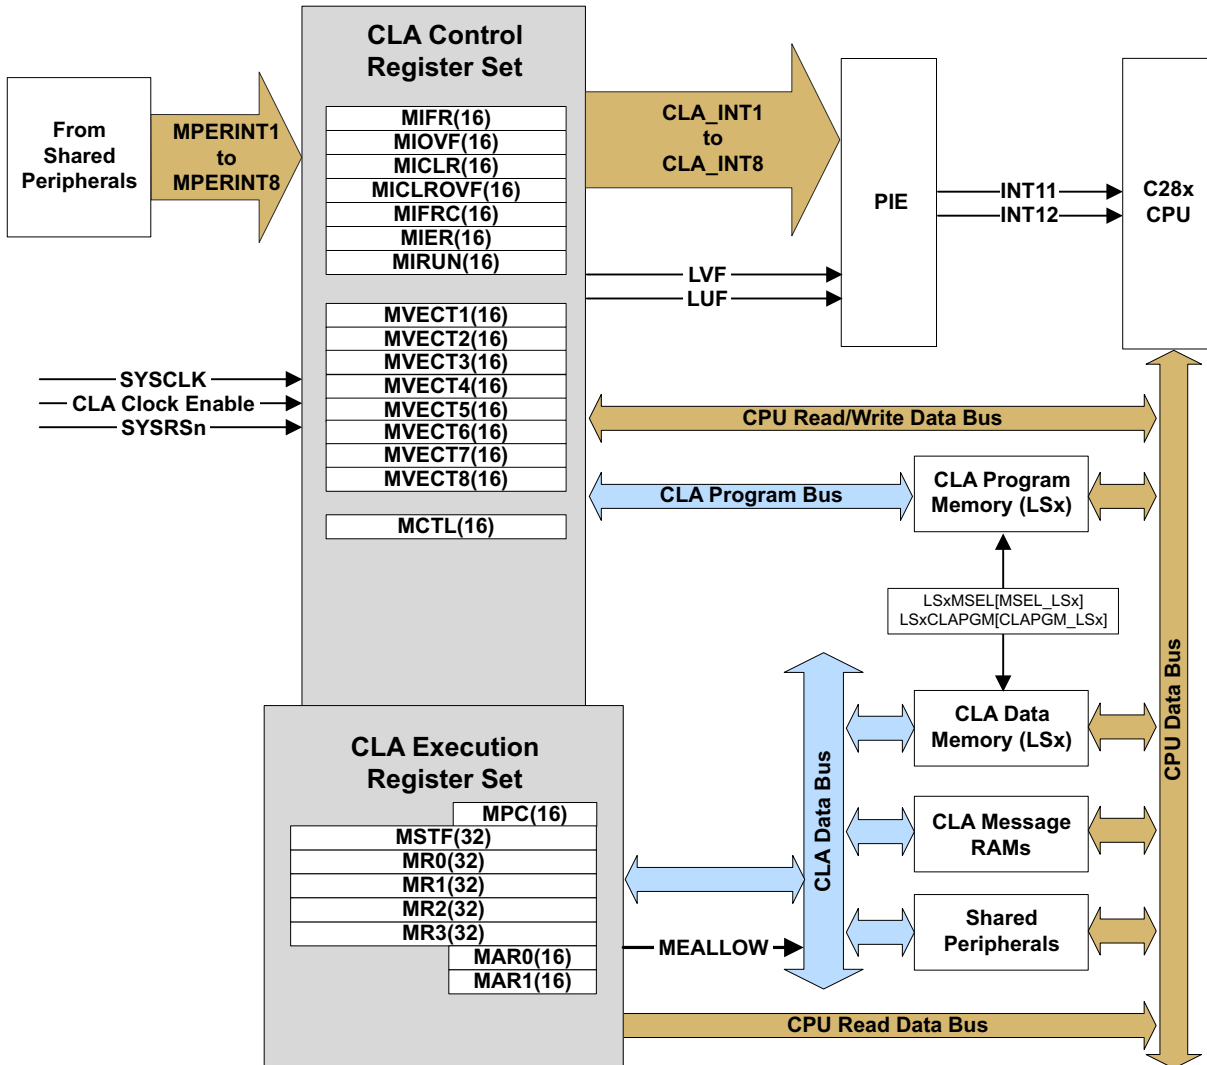 CLA Control
Register Set
From
Shared
Peripherals
MPERINT1
to
MPERINT8
MIFR(16)
MIOVF(16)
MICLR(16)
MICLROVF(16)
MIFRC(16)
MIER(16)
MIRUN(16)
CLA_INT1
to
CLA_INT8
PIE
INT11
INT12
C28x
CPU
LVF
LUF
MVECT1(16)
MVECT2(16)
MVECT3(16)
MVECT4(16)
MVECT5(16)
MVECT6(16)
MVECT7(16)
MVECT8(16)
SYSCLK
CLA Clock Enable
SYSRSn
CPU Read/Write Data Bus
CLA Program Bus
CLA Program
Memory (LSx)
MCTL(16)
LSxMSEL[MSEL_LSx]
LSxCLAPGM[CLAPGM_LSx]
CPU Data Bus
CLA Data Bus
CLA Data
Memory (LSx)
CLA Message
RAMs
Shared
Peripherals
CLA Execution
Register Set
MPC(16)
MSTF(32)
MR0(32)
MR1(32)
MR2(32)
MR3(32)
MAR0(16)
MAR1(16)
MEALLOW
CPU Read Data Bus